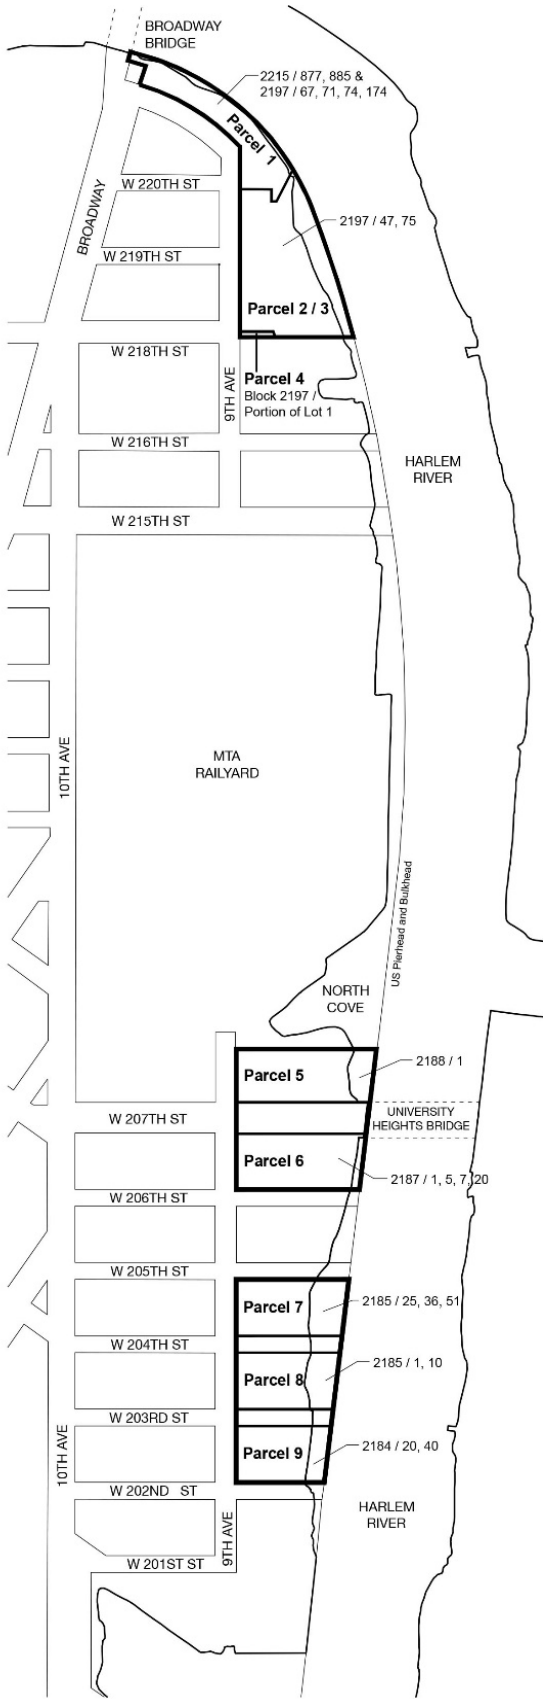 BROADWAY
BRIDGE
2215 / 877, 885 &
2197 / 67, 71, 74, 174
Parcel 1
W 220TH ST
BROADWAY
2197 / 47, 75
W 219TH ST
Parcel 2 / 3
W 218TH ST
9TH AVE
Parcel 4
Block 2197 /
Portion of Lot 1
W 216TH ST
HARLEM
RIVER
W 215TH ST
10TH AVE
MTA
RAILYARD
US Pierhead and Bulkhead
NORTH
COVE
Parcel 5
2188 / 1
W 207TH ST
UNIVERSITY
HEIGHTS BRIDGE
Parcel 6
2187 / 1, 5, 7, 20
W 206TH ST
W 205TH ST
Parcel 7
2185 / 25, 36, 51
W 204TH ST
Parcel 8
2185 / 1, 10
W 203RD ST
10TH AVE
Parcel 9
2184 / 20, 40
W 202ND ST
9TH AVE
HARLEM
RIVER
W 201ST ST